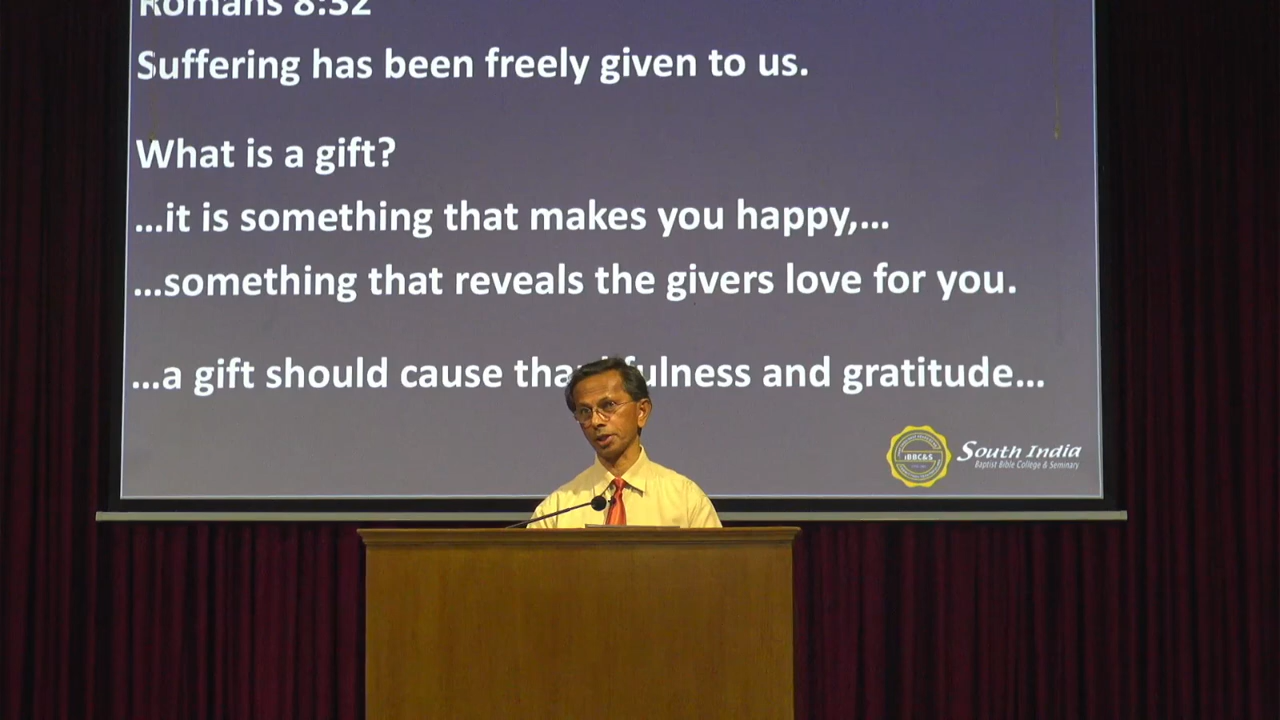 Romans 8:32
Suffering has been freely given to us.
What is a gift?
...it is something that makes you happy,...
...something that reveals the givers love for you.
...a gift should cause thankfulness and gratitude...
iBBC&S
South India
Baptist Bible College & Seminary